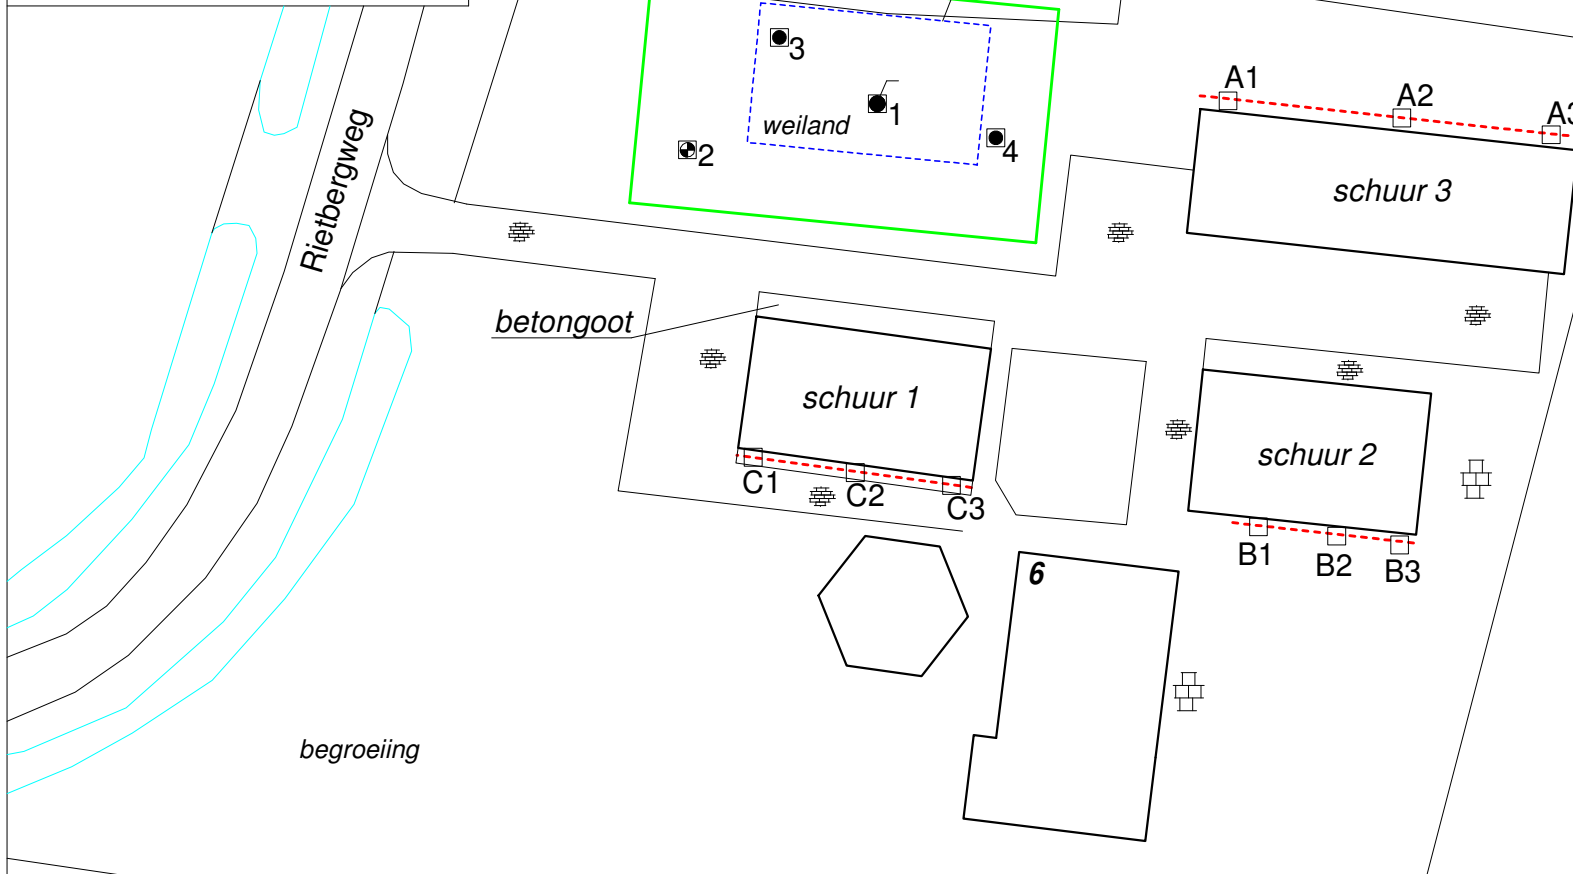 3
A1
A2
1
weiland
4
2
Rietbergweg
schuur 3
betongoot
schuur 1
schuur 2
C1
C2
C3
B1
B2
B3
6
begroeiing